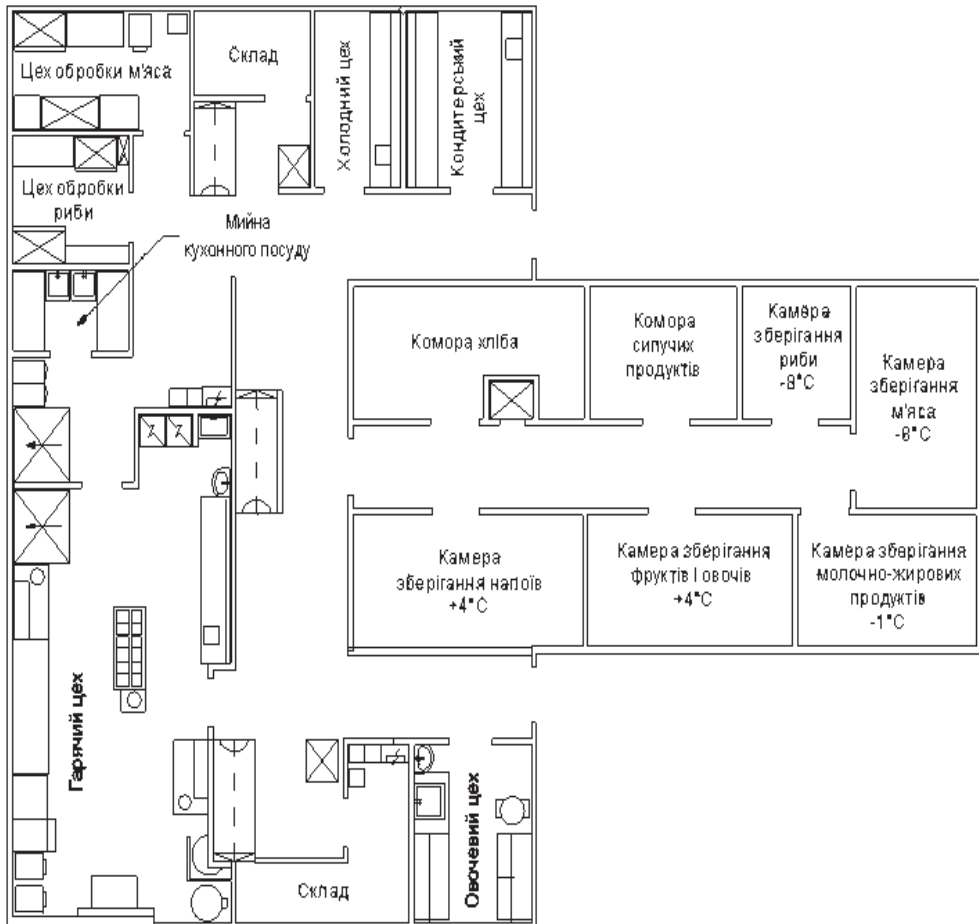 Цех обробки м'яса
Склад
Холодний цех
Кондитерський
цех
Цех обробки
риби
Мийна
кухонного посуду
Комора хліба
Комора
сипучих
продуктів
Камера
зберігання
риби
-8°C
Камера
зберігання
м'яса
-6°C
Камера
зберігання напоїв
+4°C
Камера зберігання
фруктів І овочів
+4°C
Камера зберігання
молочно-жирових
продуктів
-1°C
Гарячий цех
Склад
Овочевий цех